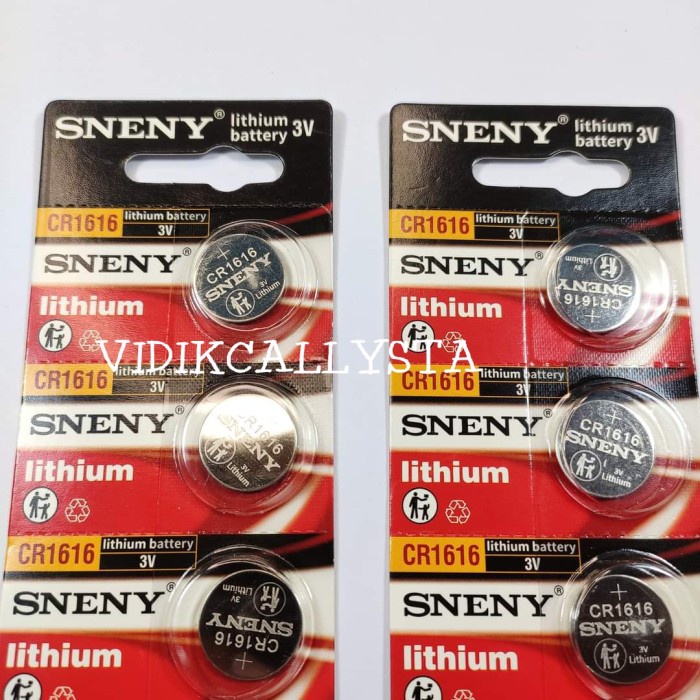 SNENY® lithium battery 3V
CR1616 lithium battery 3V
CR1616
SNENY
3V
Lithium
SNENY®
lithium
CR1616 lithium battery 3V
CR1616
SNENY
3V
Lithium
SNENY®
lithium
CR1616 lithium battery 3V
CR1616
SNENY
3V
Lithium
SNENY®
lithium
SNENY® lithium battery 3V
CR1616 lithium battery 3V
CR1616
SNENY
3V
Lithium
SNENY®
lithium
CR1616 lithium battery 3V
CR1616
SNENY
3V
Lithium
SNENY®
lithium
CR1616 lithium battery 3V
CR1616
SNENY
3V
Lithium
SNENY®
lithium
VIDIKCALLYSTA